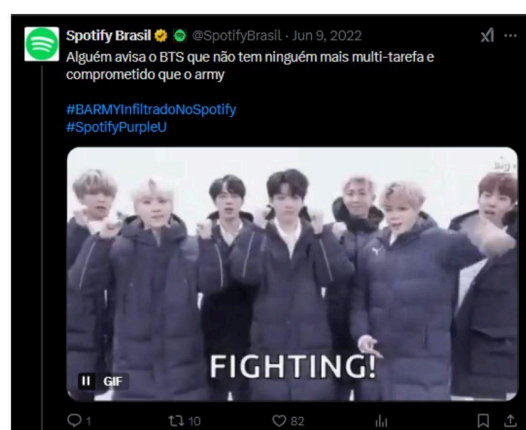 Spotify Brasil @SpotifyBrasil · Jun 9, 2022
Alguém avisa o BTS que não tem ninguém mais multi-tarefa e
comprometido que o army
#BARMYInfiltradoNoSpotify
#SpotifyPurpleU
FIGHTING!
GIF
1 10 82